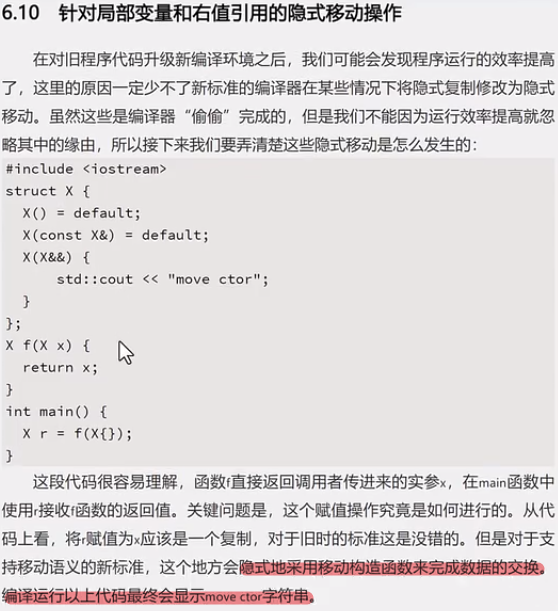 6.10 针对局部变量和右值引用的隐式移动操作
在对旧程序代码升级新编译环境之后，我们可能会发现程序运行的效率提高
了，这里的原因一定少不了新标准的编译器在某些情况下将隐式复制修改为隐式
移动。虽然这些是编译器“偷偷”完成的，但是我们不能因为运行效率提高就忽
略其中的缘由，所以接下来我们要弄清楚这些隐式移动是怎么发生的：
#include <iostream>
struct X {
  X() = default;
  X(const X&) = default;
  X(X&&) {
      std::cout << "move ctor";
  }
};
X f(X x) {
  return x;
}
int main() {
  X r = f(X{});
}
这段代码很容易理解，函数f直接返回调用者传进来的实参x，在main函数中
使用r接收f函数的返回值。关键问题是，这个赋值操作究竟是如何进行的。从代
码上看，将r赋值为x应该是一个复制，对于旧时的标准这是没错的。但是对于支
持移动语义的新标准，这个地方会隐式地采用移动构造函数来完成数据的交换。
编译运行以上代码最终会显示move ctor字符串。